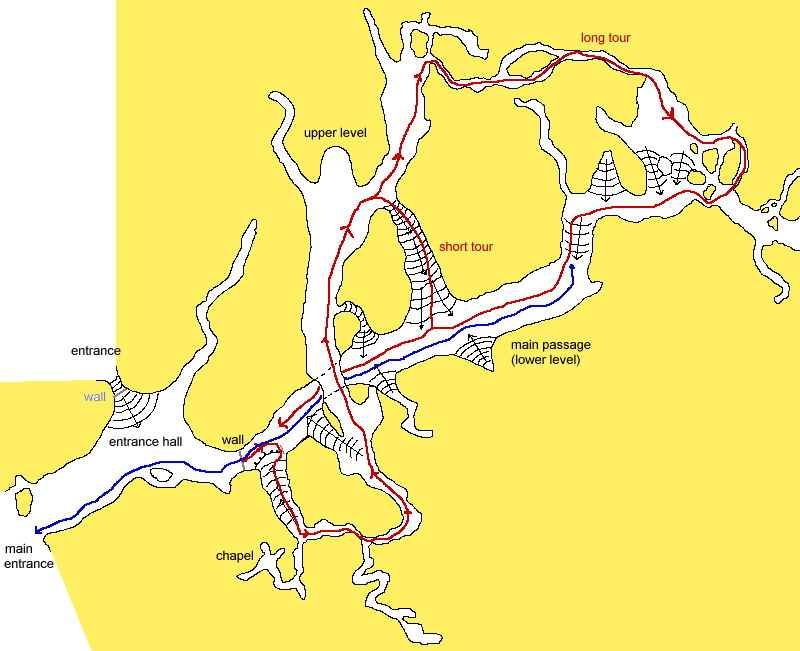 long tour
upper level
short tour
entrance
main passage
(lower level)
wall
entrance hall
wall
main
entrance
chapel